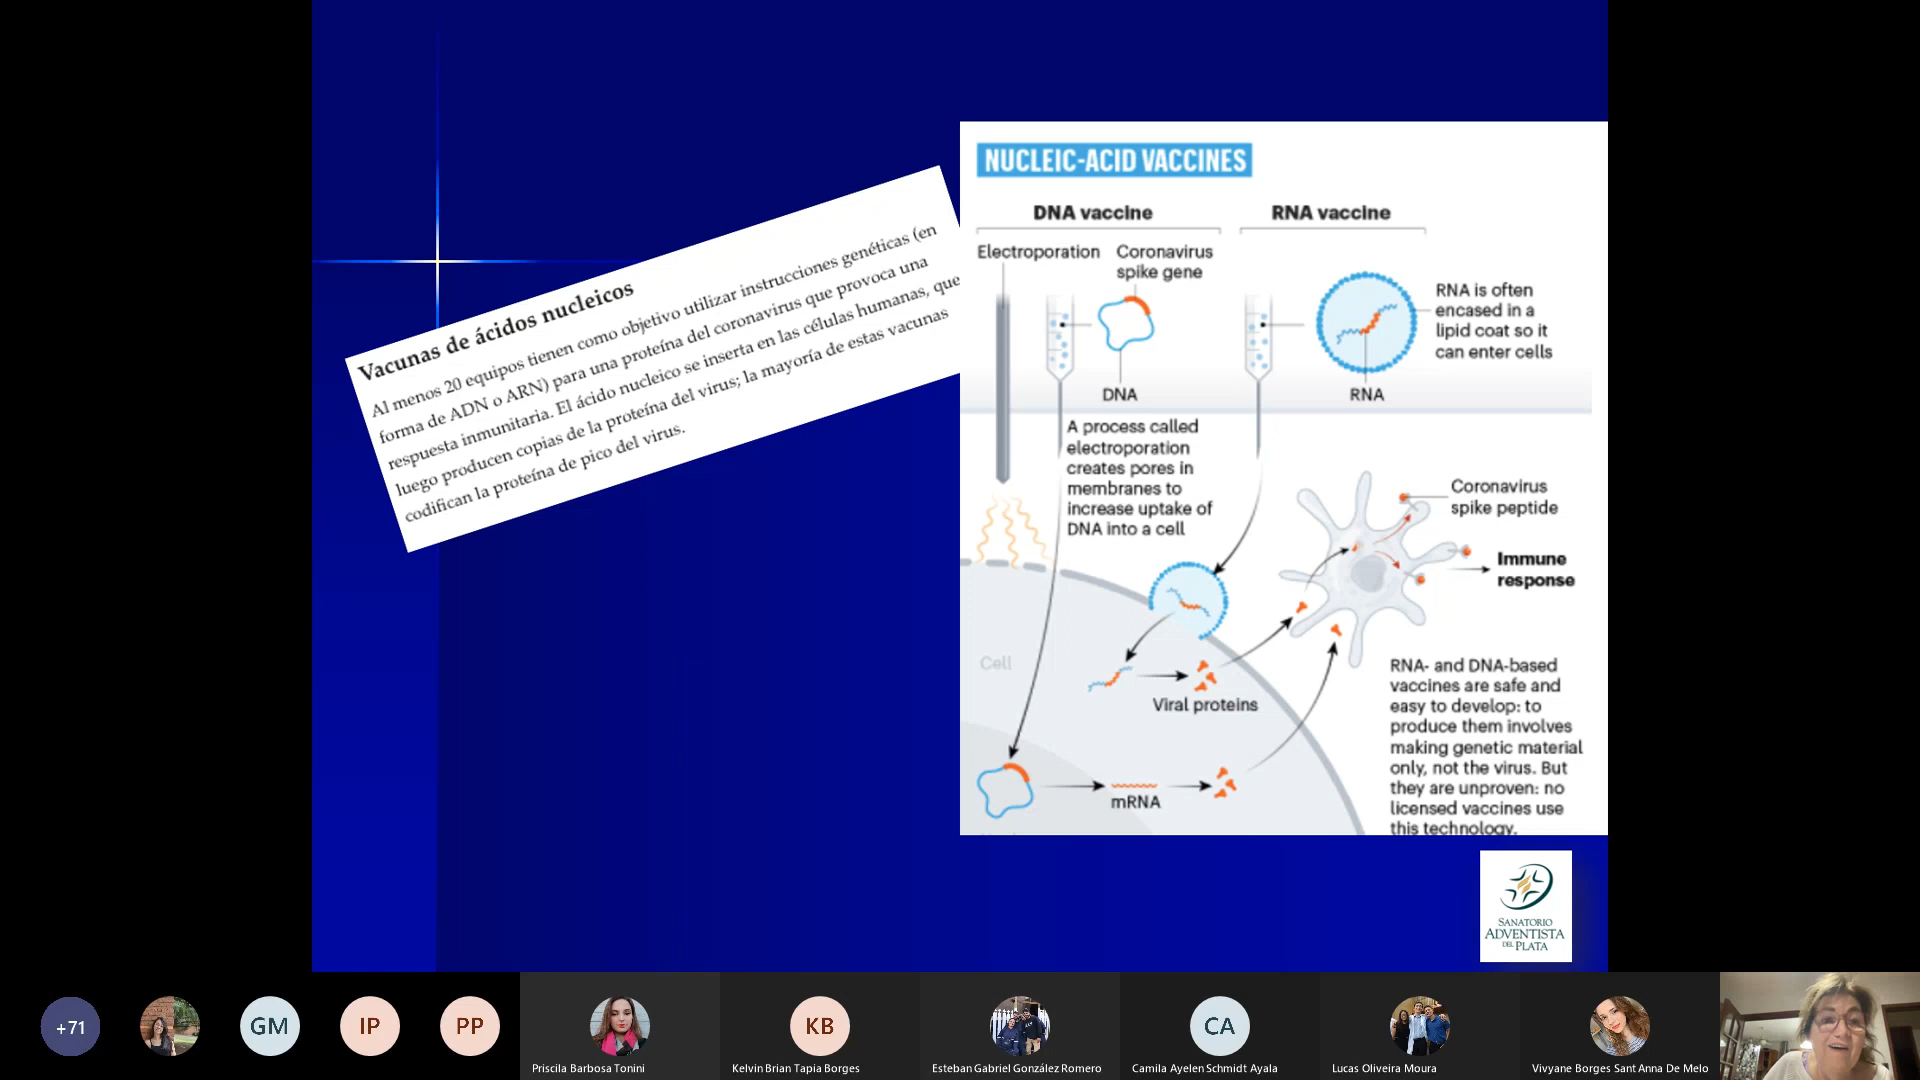 Vacunas de ácidos nucleicos
Al menos 20 equipos tienen como objetivo utilizar instrucciones genéticas (en
forma de ADN o ARN) para una proteína del coronavirus que provoca una
respuesta inmunitaria. El ácido nucleico se inserta en las células humanas, que
luego producen copias de la proteína del virus; la mayoría de estas vacunas
codifican la proteína de pico del virus.
NUCLEIC-ACID VACCINES
DNA vaccine
RNA vaccine
Electroporation
Coronavirus
spike gene
DNA
RNA is often
encased in a
lipid coat so it
can enter cells
RNA
A process called
electroporation
creates pores in
membranes to
increase uptake of
DNA into a cell
Coronavirus
spike peptide
Immune
response
Cell
Viral proteins
mRNA
RNA- and DNA-based
vaccines are safe and
easy to develop: to
produce them involves
making genetic material
only, not the virus. But
they are unproven: no
licensed vaccines use
this technology.
SANATORIO
ADVENTISTA
DEL PLATA
+71
GM
IP
PP
Priscila Barbosa Tonini
KB
Kelvin Brian Tapia Borges
Esteban Gabriel González Romero
CA
Camila Ayelen Schmidt Ayala
Lucas Oliveira Moura
Vivyane Borges Sant Anna De Melo